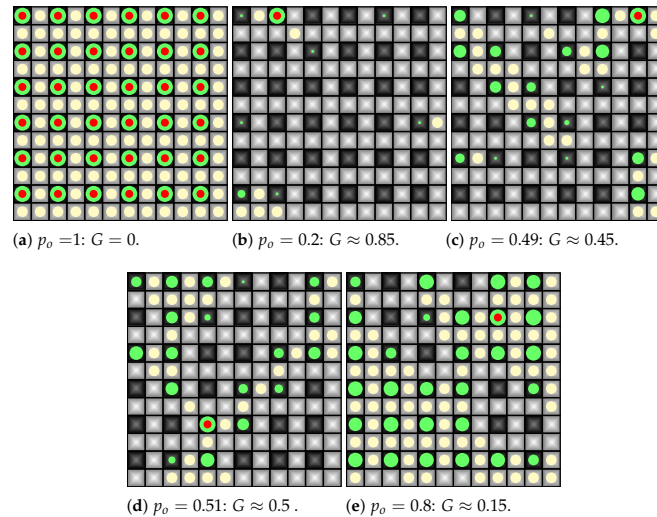 (a) p_o =1: G = 0.
(b) p_o = 0.2: G ≈ 0.85.
(c) p_o = 0.49: G ≈ 0.45.
(d) p_o = 0.51: G ≈ 0.5 .
(e) p_o = 0.8: G ≈ 0.15.